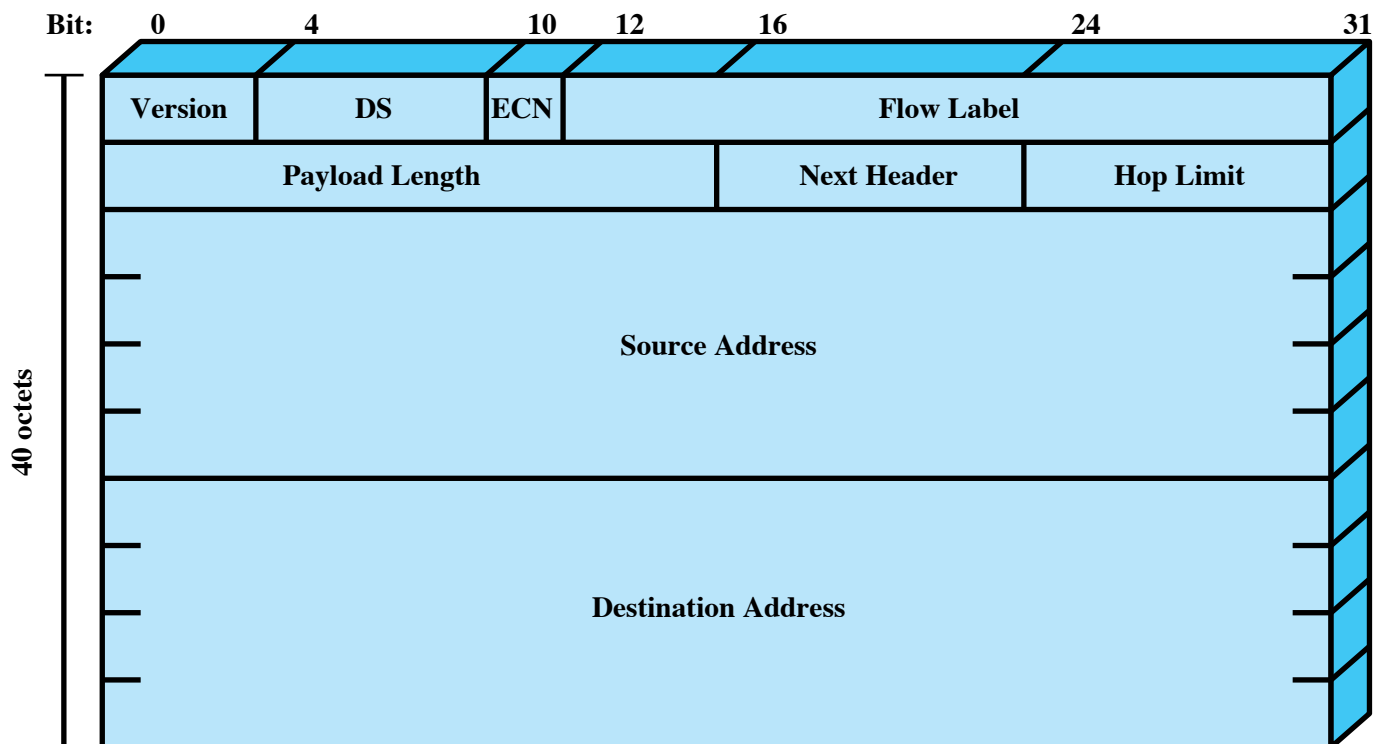 Bit: 0 4 10 12 16 24 31
Version DS ECN Flow Label
Payload Length Next Header Hop Limit
Source Address
40 octets
Destination Address